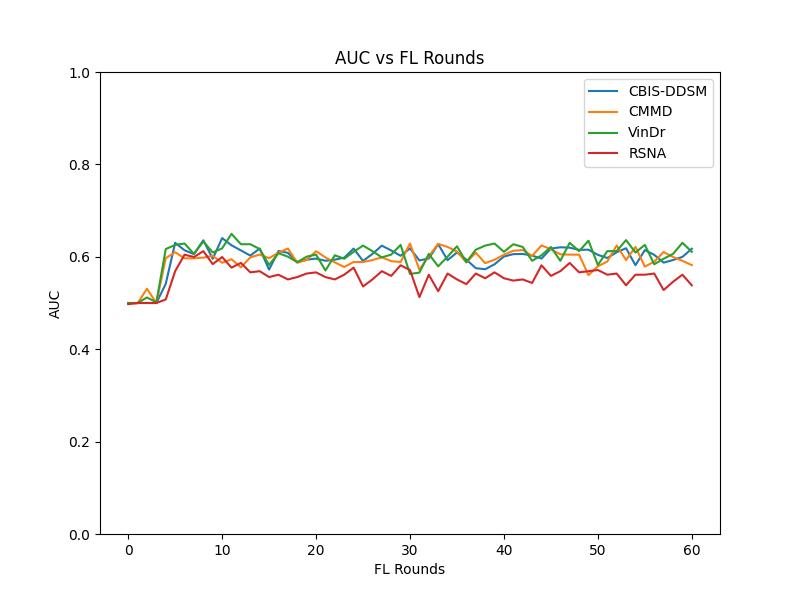 AUC vs FL Rounds
CBIS-DDSM
CMMD
VinDr
RSNA
1.0
0.8
0.6
0.4
0.2
0.0
AUC
0 10 20 30 40 50 60
FL Rounds